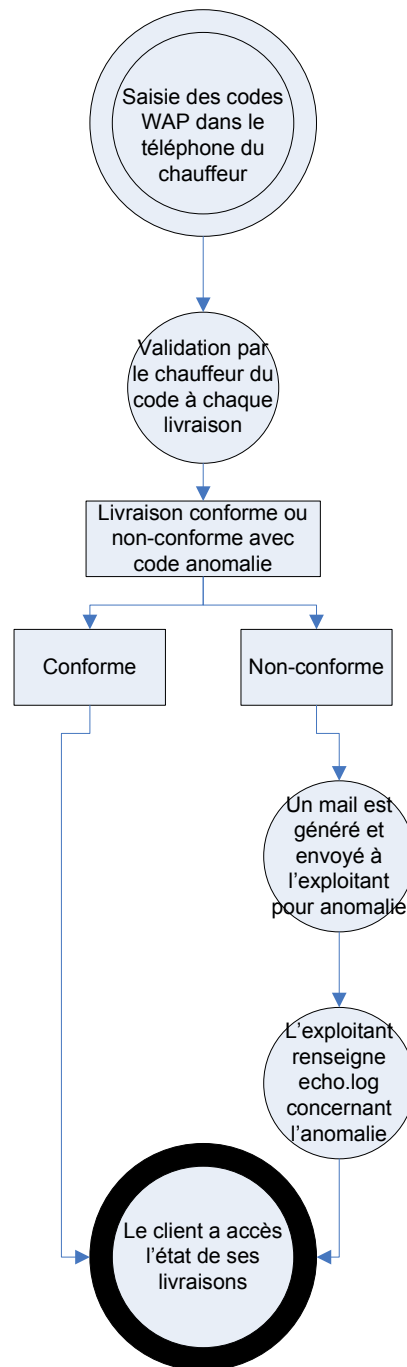 Saisie des codes
WAP dans le
téléphone du
chauffeur
Validation par
le chauffeur du
code à chaque
livraison
Livraison conforme ou
non-conforme avec
code anomalie
Conforme
Non-conforme
Un mail est
généré et
envoyé à
l’exploitant
pour anomalie
L’exploitant
renseigne
echo.log
concernant
l’anomalie
Le client a accès
l’état de ses
livraisons